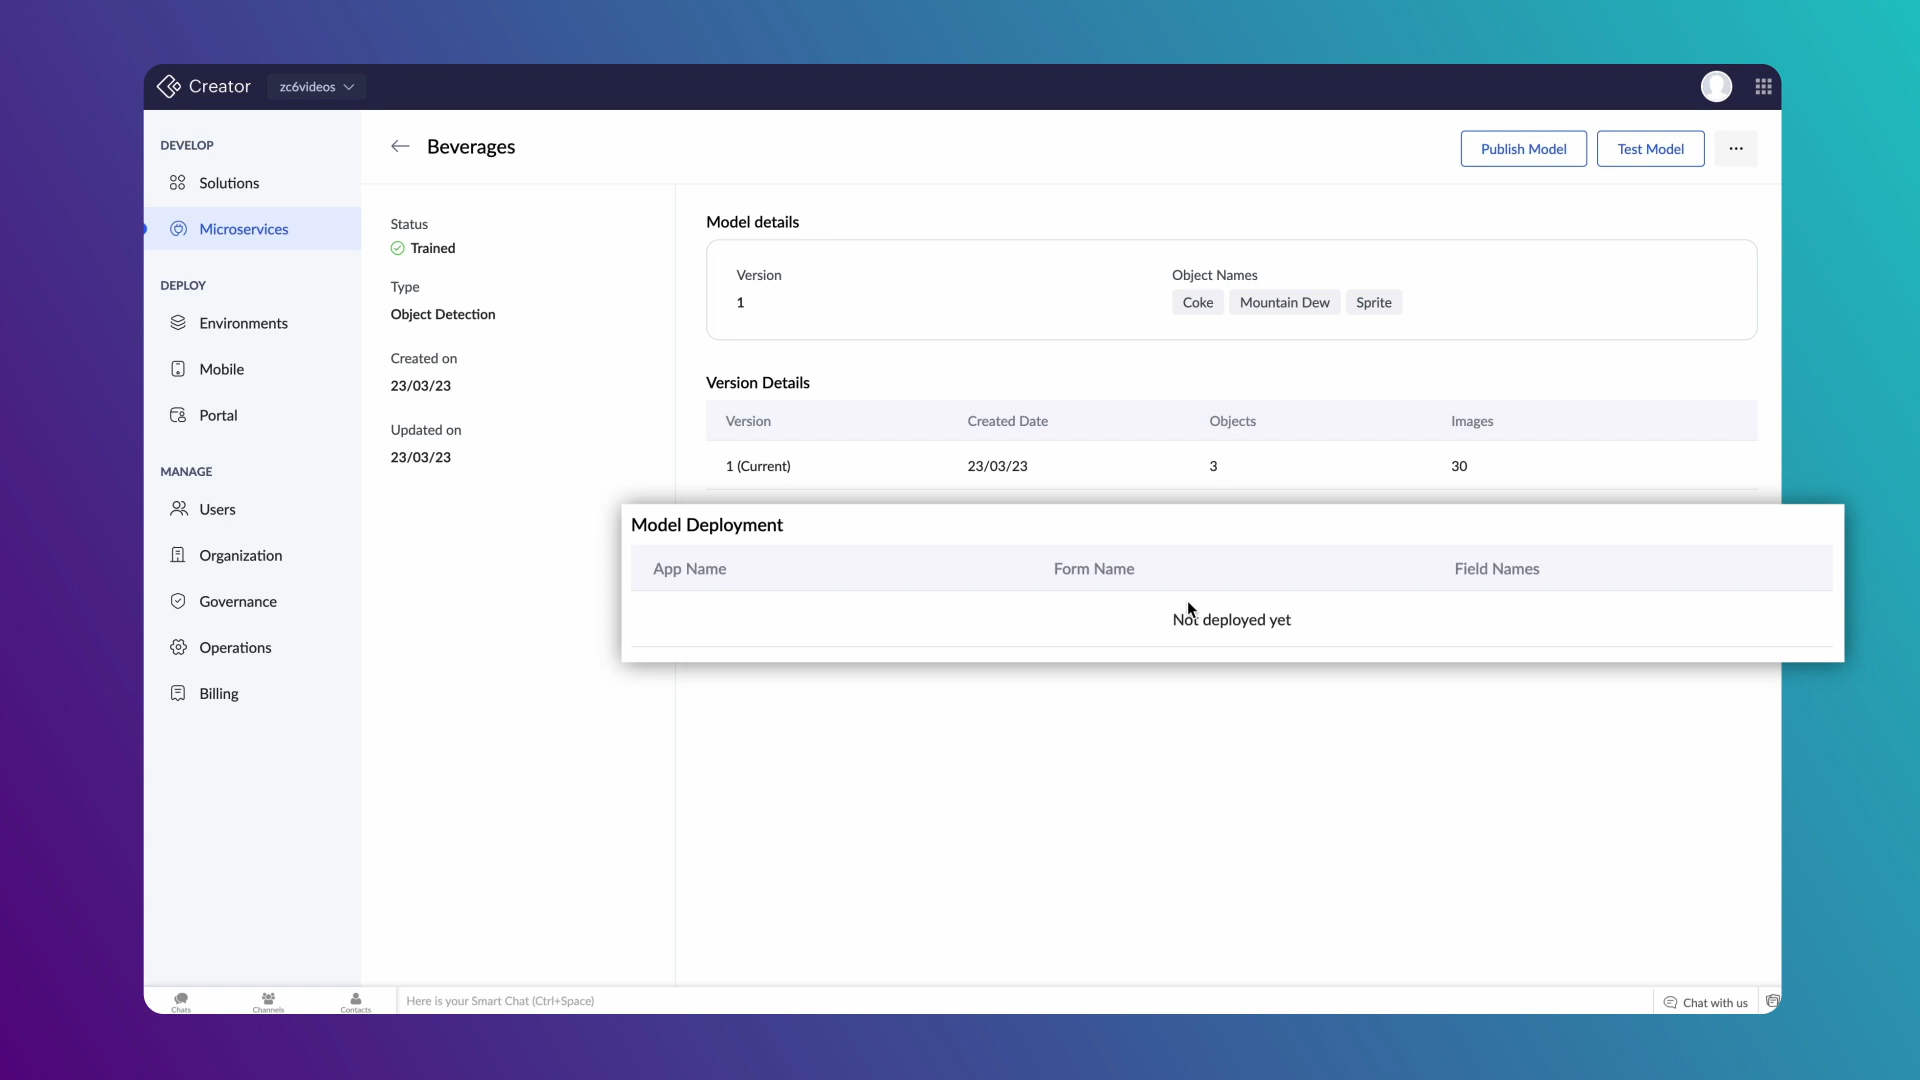 Creator
zc6videos
DEVELOP
Solutions
Microservices
DEPLOY
Environments
Mobile
Portal
MANAGE
Users
Organization
Governance
Operations
Billing
Beverages
Publish Model
Test Model
Status
Trained
Type
Object Detection
Created on
23/03/23
Updated on
23/03/23
Model details
Version
1
Object Names
Coke Mountain Dew Sprite
Version Details
Version Created Date Objects Images
1 (Current) 23/03/23 3 30
Model Deployment
App Name Form Name Field Names
Not deployed yet
Chats
Channels
Contacts
Here is your Smart Chat (Ctrl+Space)
Chat with us